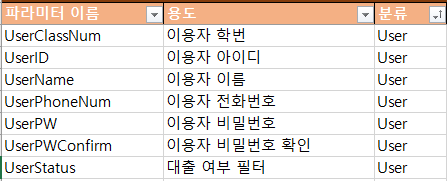 파라미터 이름 용도 분류
UserClassNum 이용자 학번 User
UserID 이용자 아이디 User
UserName 이용자 이름 User
UserPhoneNum 이용자 전화번호 User
UserPW 이용자 비밀번호 User
UserPWConfirm 이용자 비밀번호 확인 User
UserStatus 대출 여부 필터 User